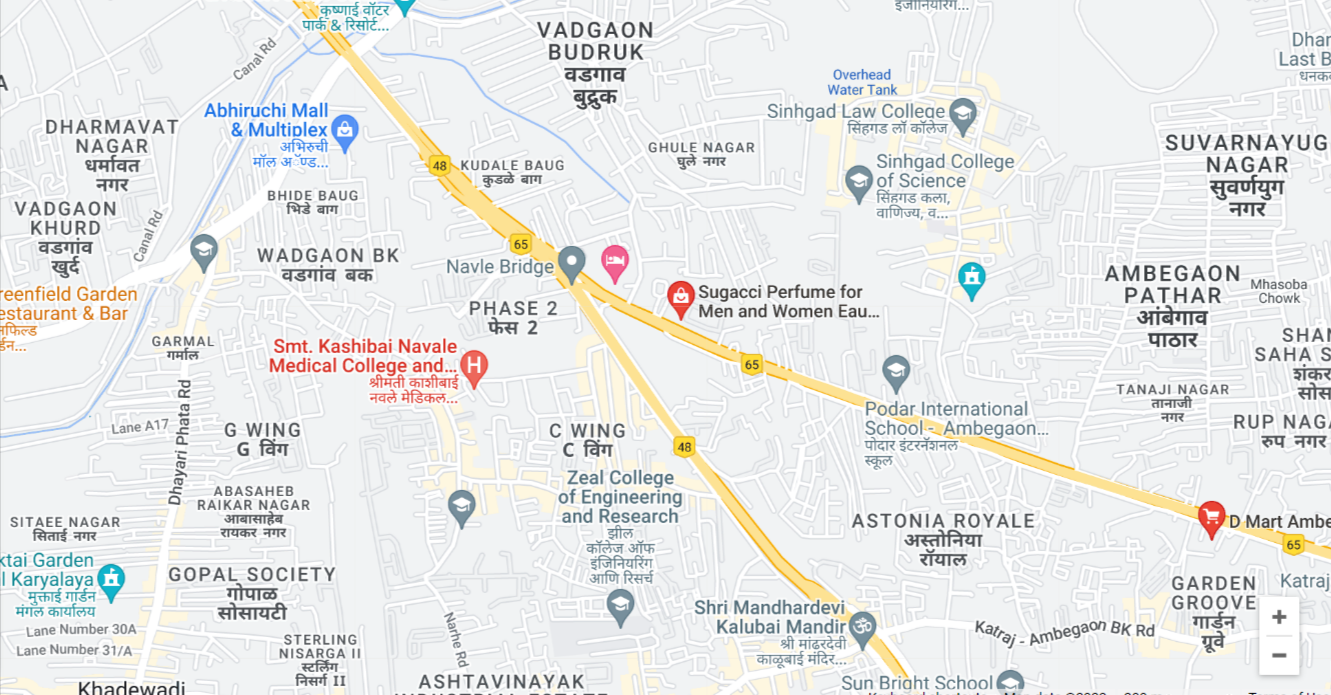 कृष्णाई वॉटर
पार्क & रिसोर्ट...
Canal Rd
VADGAON
BUDRUK
वडगाव
बुद्रुक
Overhead
Water Tank
Sinhgad Law College
सिंहगड लॉ कॉलेज
Last B
Abhiruchi Mall
& Multiplex
अभिरुची
DHARMAVAT
NAGAR
धर्मावत
नगर
48
KUDALE BAUG
कुडळे बाग
GHULE NAGAR
घुले नगर
Sinhgad College
of Science
सिंहगड कला,
वाणिज्य, व...
SUVARNAYUG
NAGAR
सुवर्णयुग
नगर
BHIDE BAUG
भिडे बाग
VADGAON
KHURD
वडगांव
खुर्द
Canal Rd
65
WADGAON BK
वडगांव बक
Navle Bridge
Sugacci Perfume for
Men and Women Eau...
AMBEGAON
PATHAR
आंबेगाव
पाठार
Mhasoba
Chowk
reenfield Garden
estaurant & Bar
PHASE 2
फेस 2
GARMAL
गर्माल
Smt. Kashibai Navale
Medical College and...
श्रीमती काशीबाई
नवले मेडिकल...
H
65
SHAN
SAHA S
शंकर
सोस
Podar International
School - Ambegaon...
पोदार इंटरनॅशनल
स्कूल
TANAJI NAGAR
तानाजी
नगर
RUP NAGA
रुप नगर
Lane A17
Dhayari Phata Rd
G WING
G विंग
C WING
C विंग
48
Zeal College
of Engineering
and Research
झील
कॉलेज ऑफ
इंजिनियरिंग
आणि रिसर्च
ABASAHEB
RAIKAR NAGAR
आबासाहेब
रायकर नगर
SITAEE NAGAR
सिताई नगर
ASTONIA ROYALE
अस्तोनिया
रॉयाल
D Mart Ambe
65
ktai Garden
l Karyalaya
मुक्ताई गार्डन
मंगल कार्यालय
GOPAL SOCIETY
गोपाळ
सोसायटी
GARDEN
GROOVE
गार्डन
ग्रूवे
Katraj
Shri Mandhardevi
Kalubai Mandir
श्री मांढरदेवी
काळूबाई मंदिर...
Katraj - Ambegaon BK Rd
Lane Number 30A
Lane Number 31/A
STERLING
NISARGA II
स्टर्लिंग
निसर्ग II
Narhe Rd
Khadewadi
ASHTAVINAYAK
Sun Bright School